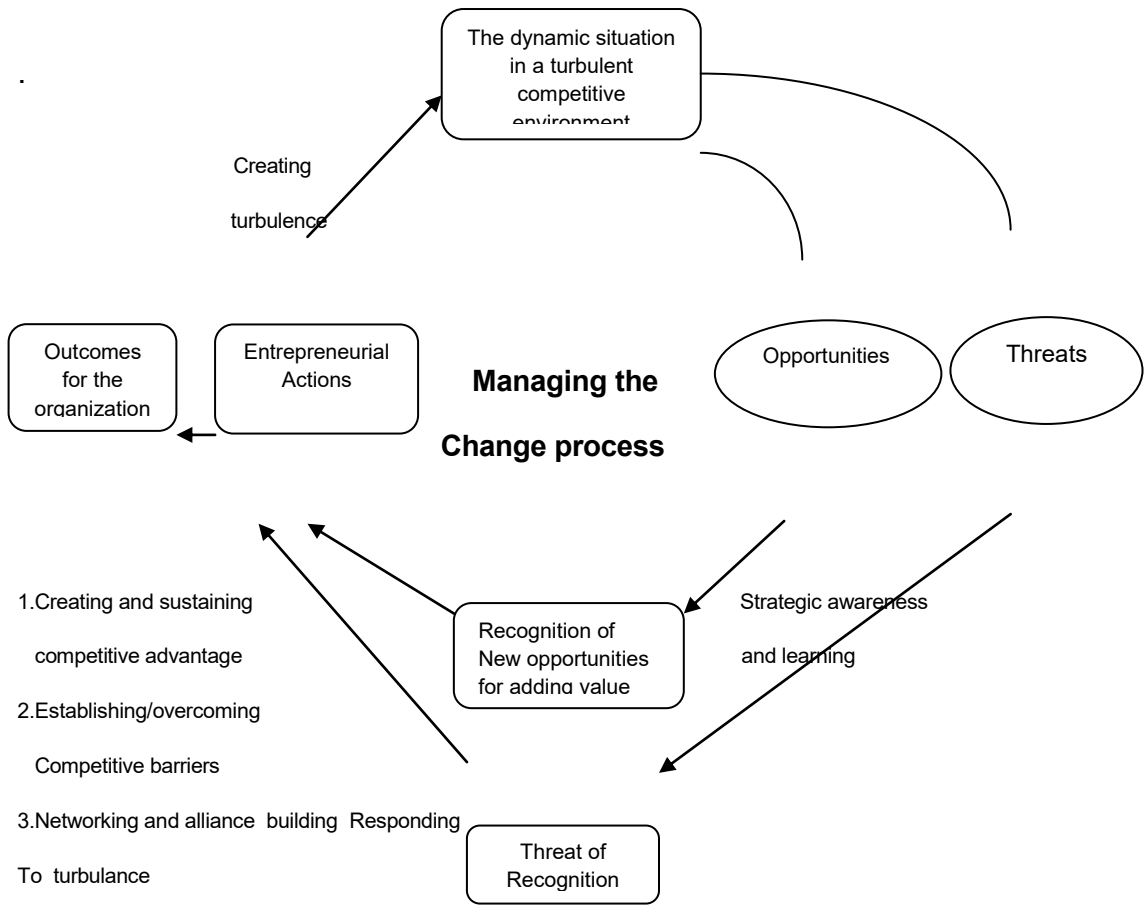 The dynamic situation
in a turbulent
competitive
environment
.
Creating
turbulence
Outcomes
for the
organization
Entrepreneurial
Actions
Managing the
Change process
Opportunities
Threats
1.Creating and sustaining
competitive advantage
2.Establishing/overcoming
Competitive barriers
3.Networking and alliance building Responding
To turbulance
Recognition of
New opportunities
for adding value
Strategic awareness
and learning
Threat of
Recognition